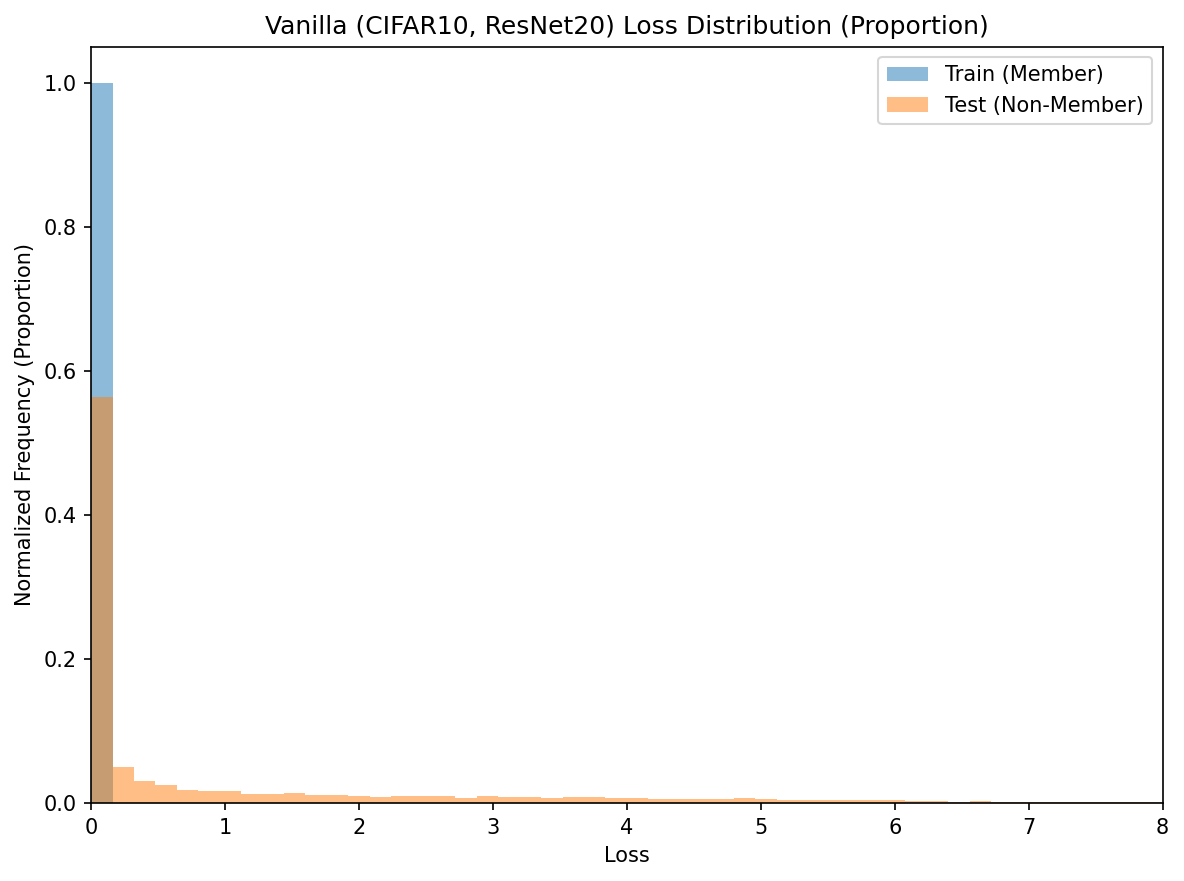 Vanilla (CIFAR10, ResNet20) Loss Distribution (Proportion)
Train (Member)
Test (Non-Member)
Normalized Frequency (Proportion)
1.0
0.8
0.6
0.4
0.2
0.0
0 1 2 3 4 5 6 7 8
Loss